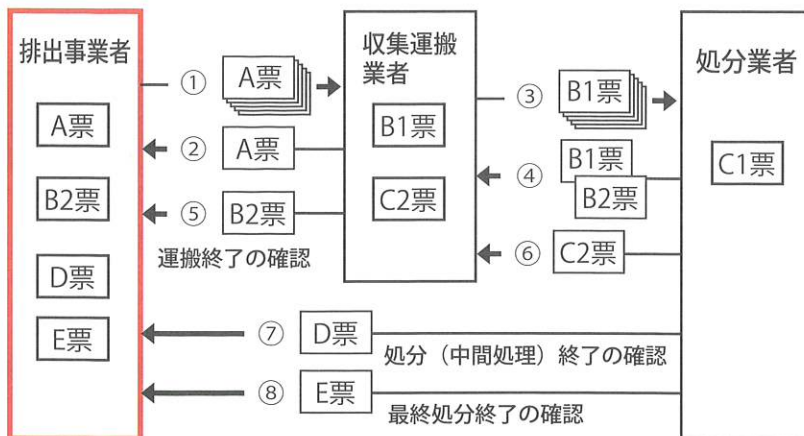 排出事業者
A票
B2票
D票
E票
① A票
② A票
⑤ B2票
運搬終了の確認
収集運搬
業者
B1票
C2票
③ B1票
④ B1票
B2票
⑥ C2票
処分業者
C1票
⑦ D票
処分(中間処理)終了の確認
⑧ E票
最終処分終了の確認